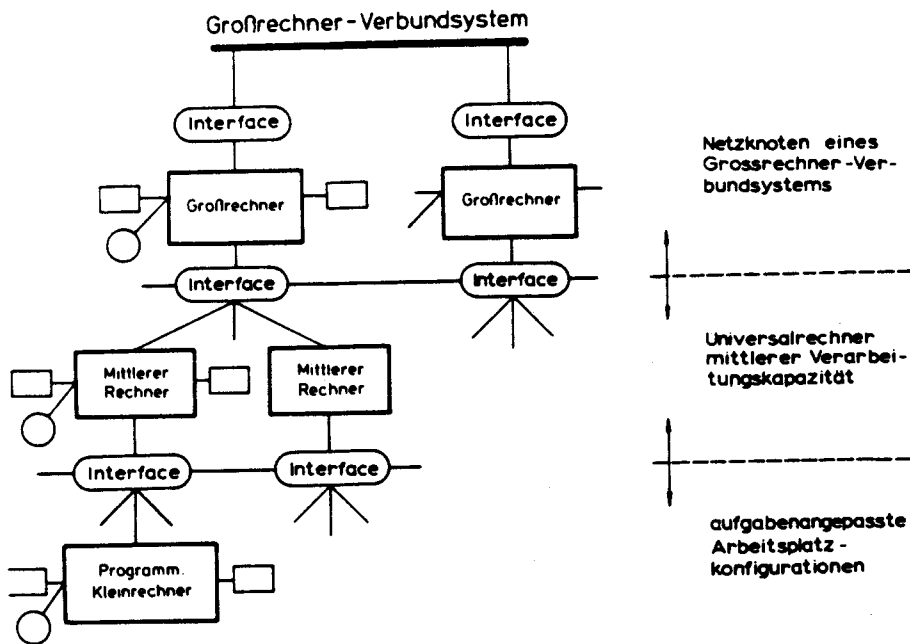 Großrechner-Verbundsystem
Interface
Interface
Netzknoten eines
Grossrechner-Ver-
bundsystems
Großrechner
Großrechner
Interface
Interface
Universalrechner
mittlerer Verarbei-
tungskapazität
Mittlerer
Rechner
Mittlerer
Rechner
Interface
Interface
aufgabenangepasste
Arbeitsplatz-
konfigurationen
Programm.
Kleinrechner